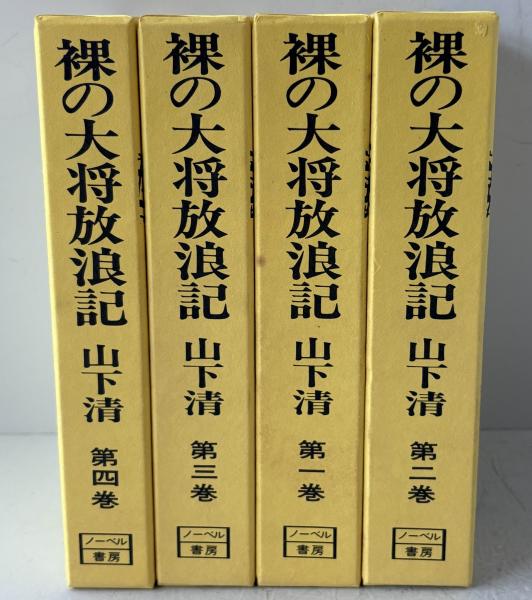 裸の大将放浪記
山下清
第四巻
ノーベル
書房
裸の大将放浪記
山下清
第三巻
ノーベル
書房
裸の大将放浪記
山下清
第一巻
ノーベル
書房
裸の大将放浪記
山下清
第二巻
ノーベル
書房